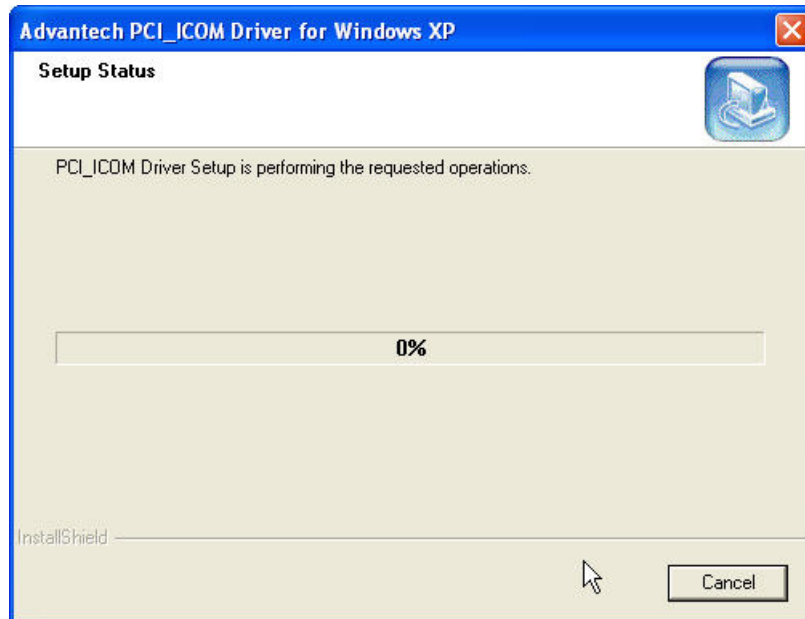 Advantech PCI_ICOM Driver for Windows XP
Setup Status
PCI_ICOM Driver Setup is performing the requested operations.
0%
InstallShield
Cancel